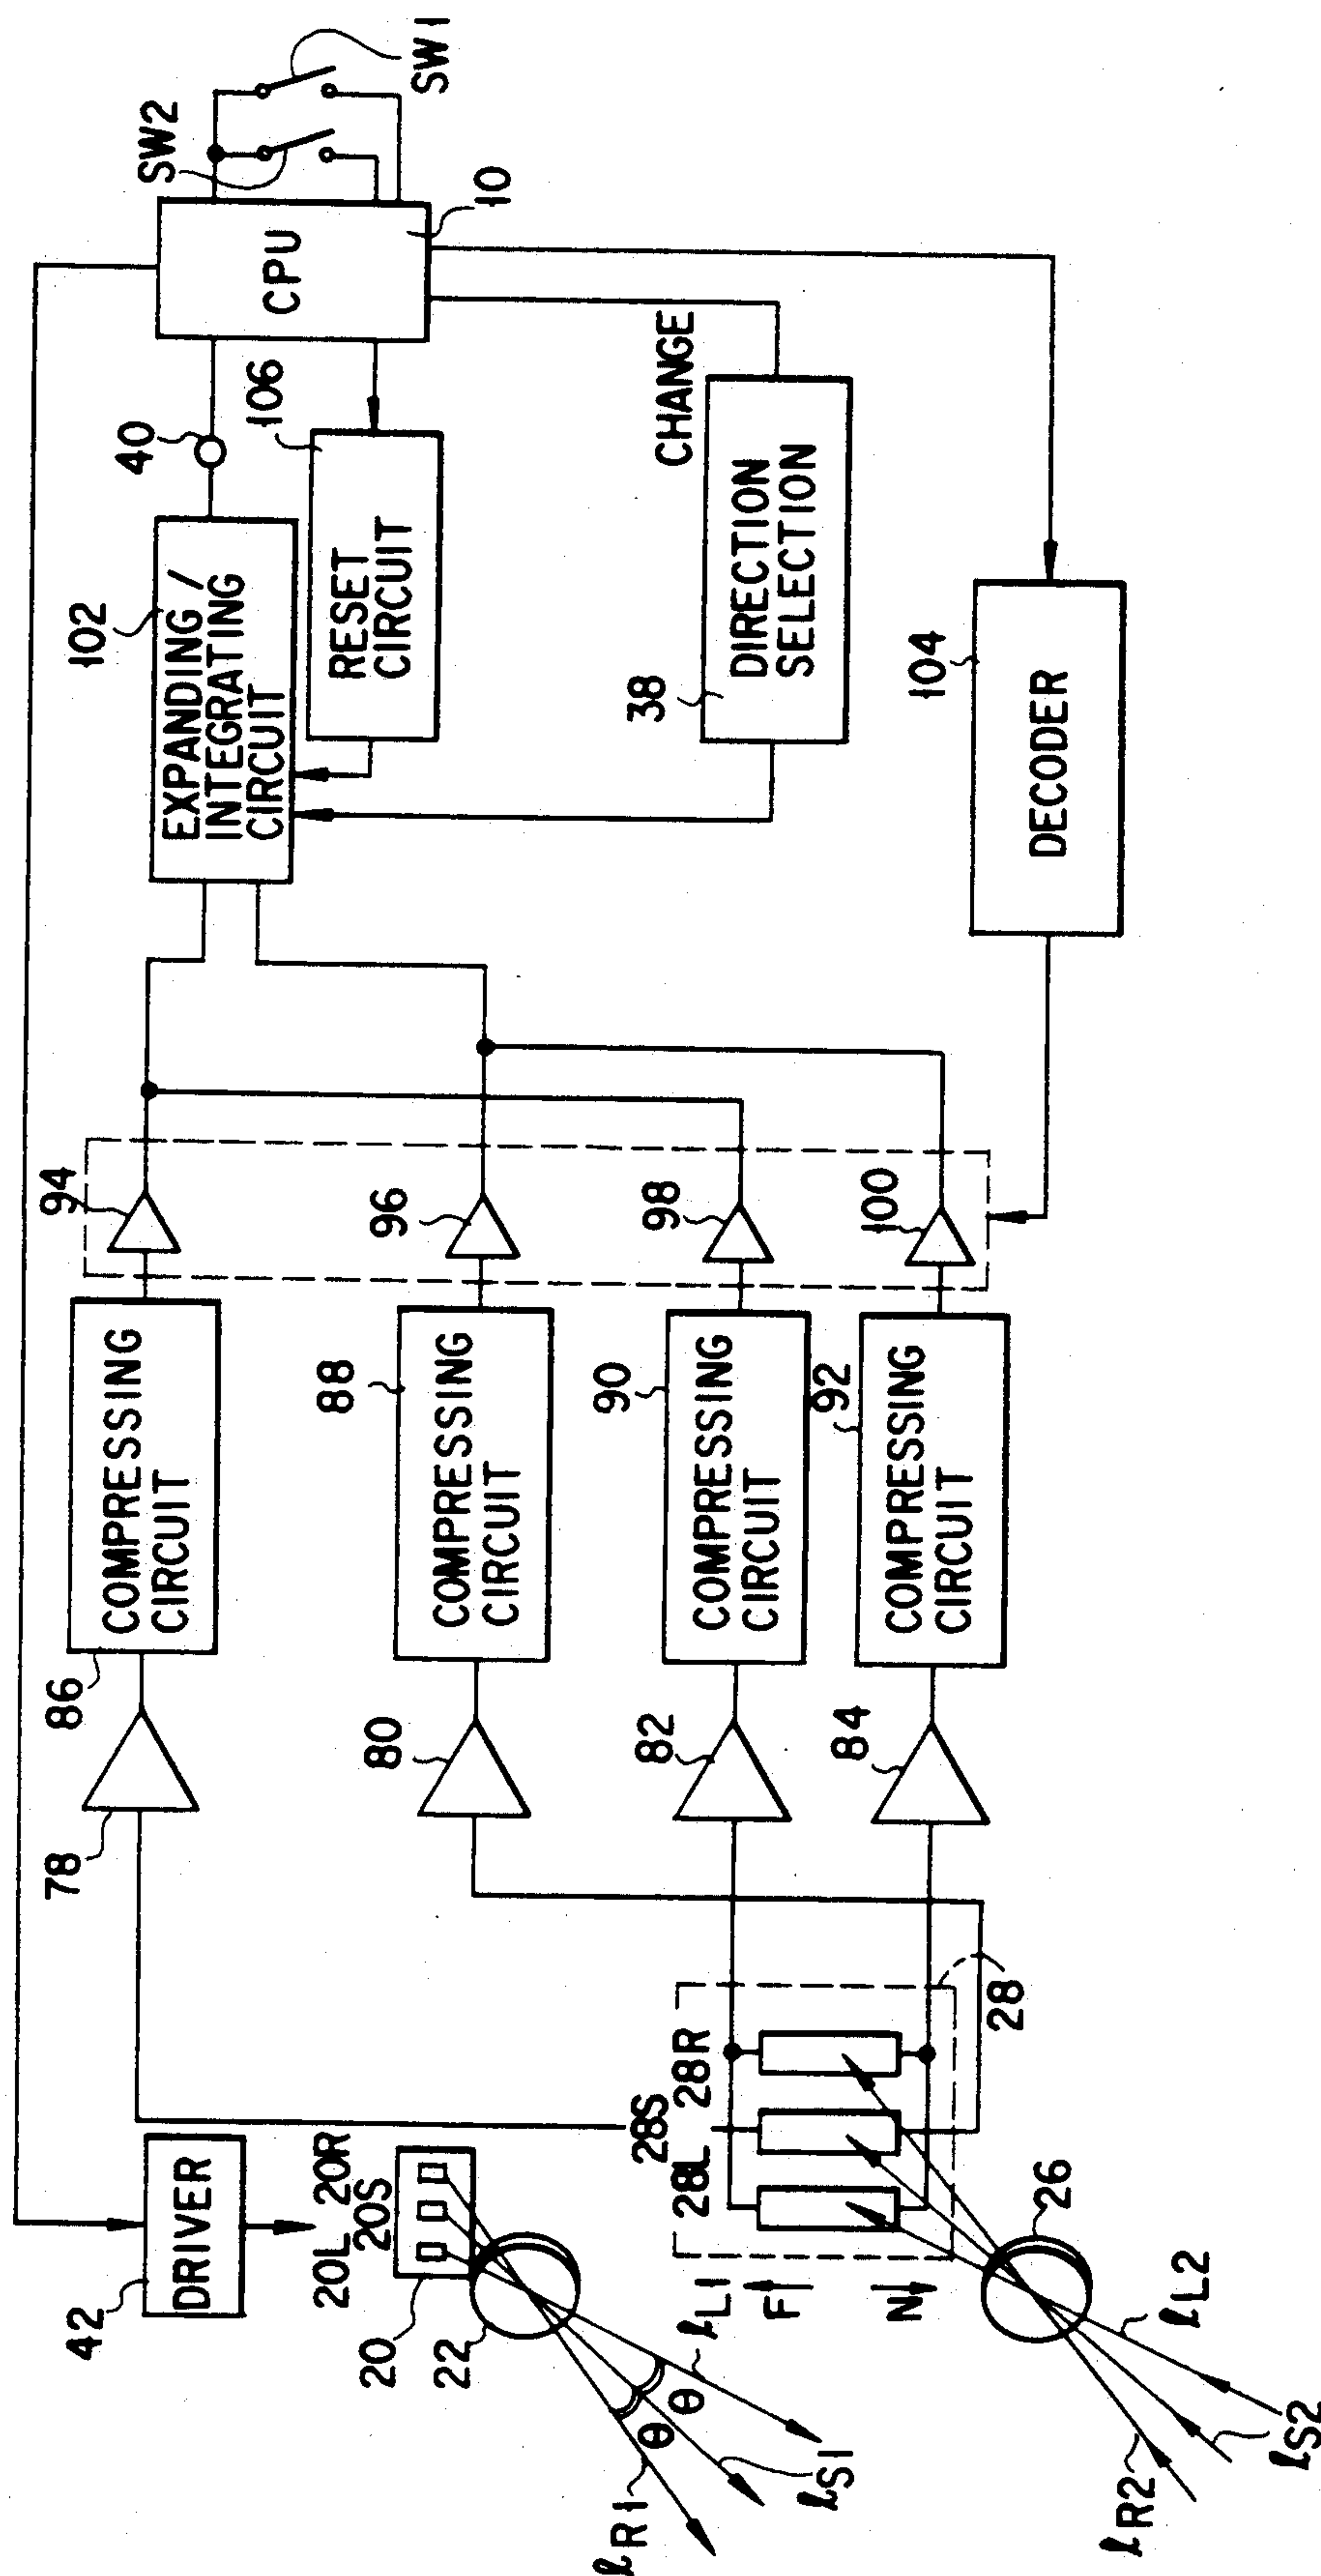 42
DRIVER
20L
20R
20S
20
22
ℓR1
θ
θ
ℓS1
ℓL1
F
N
28S
28L
28R
28
26
ℓR2
ℓS2
ℓL2
78
80
82
84
86
COMPRESSING
CIRCUIT
88
COMPRESSING
CIRCUIT
90
COMPRESSING
CIRCUIT
92
COMPRESSING
CIRCUIT
94
96
98
100
102
EXPANDING /
INTEGRATING
CIRCUIT
40
106
RESET
CIRCUIT
38
DIRECTION
SELECTION
CHANGE
104
DECODER
CPU
10
SW2
SW1